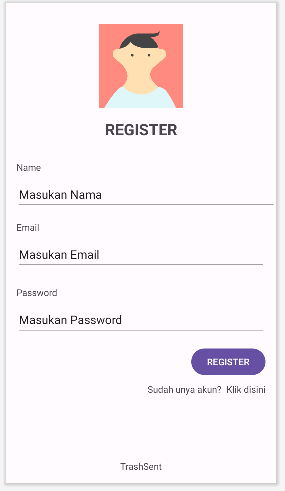 REGISTER
Name
Masukan Nama
Email
Masukan Email
Password
Masukan Password
REGISTER
Sudah unya akun? Klik disini
TrashSent